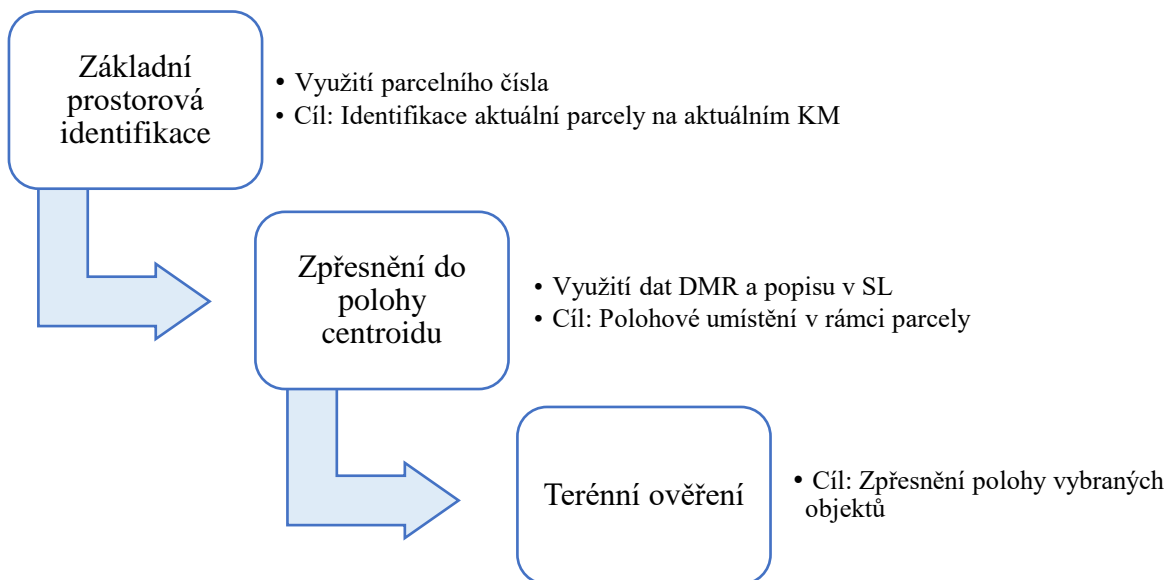 Základní
prostorová
identifikace
• Využití parcelního čísla
• Cíl: Identifikace aktuální parcely na aktuálním KM
Zpřesnění do
polohy
centroidu
• Využití dat DMR a popisu v SL
• Cíl: Polohové umístění v rámci parcely
Terénní ověření
• Cíl: Zpřesnění polohy vybraných
objektů